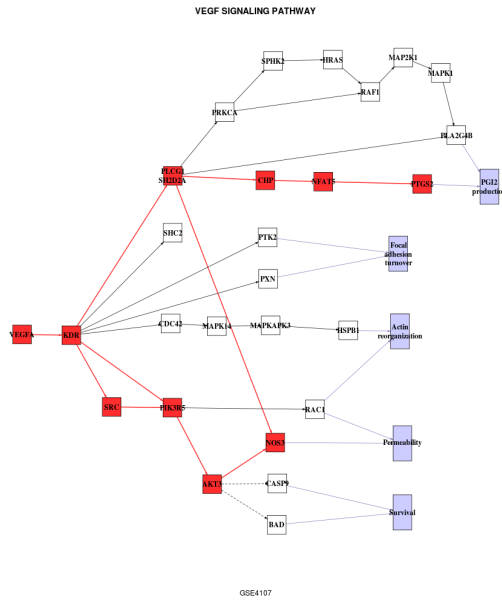 VEGF SIGNALING PATHWAY
SPHK2
HRAS
MAP2K1
MAPK1
RAF1
PRKCA
PLA2G4B
PLCG1
SH2D2A
CHP
NFAT5
PTGS2
PGI2
production
SHC2
PTK2
Focal
adhesion
turnover
PXN
CDC42
MAPK14
MAPKAPK3
HSPB1
Actin
reorganization
VEGFA
KDR
SRC
PIK3R5
RAC1
NOS3
Permeability
AKT3
CASP9
Survival
BAD
GSE4107